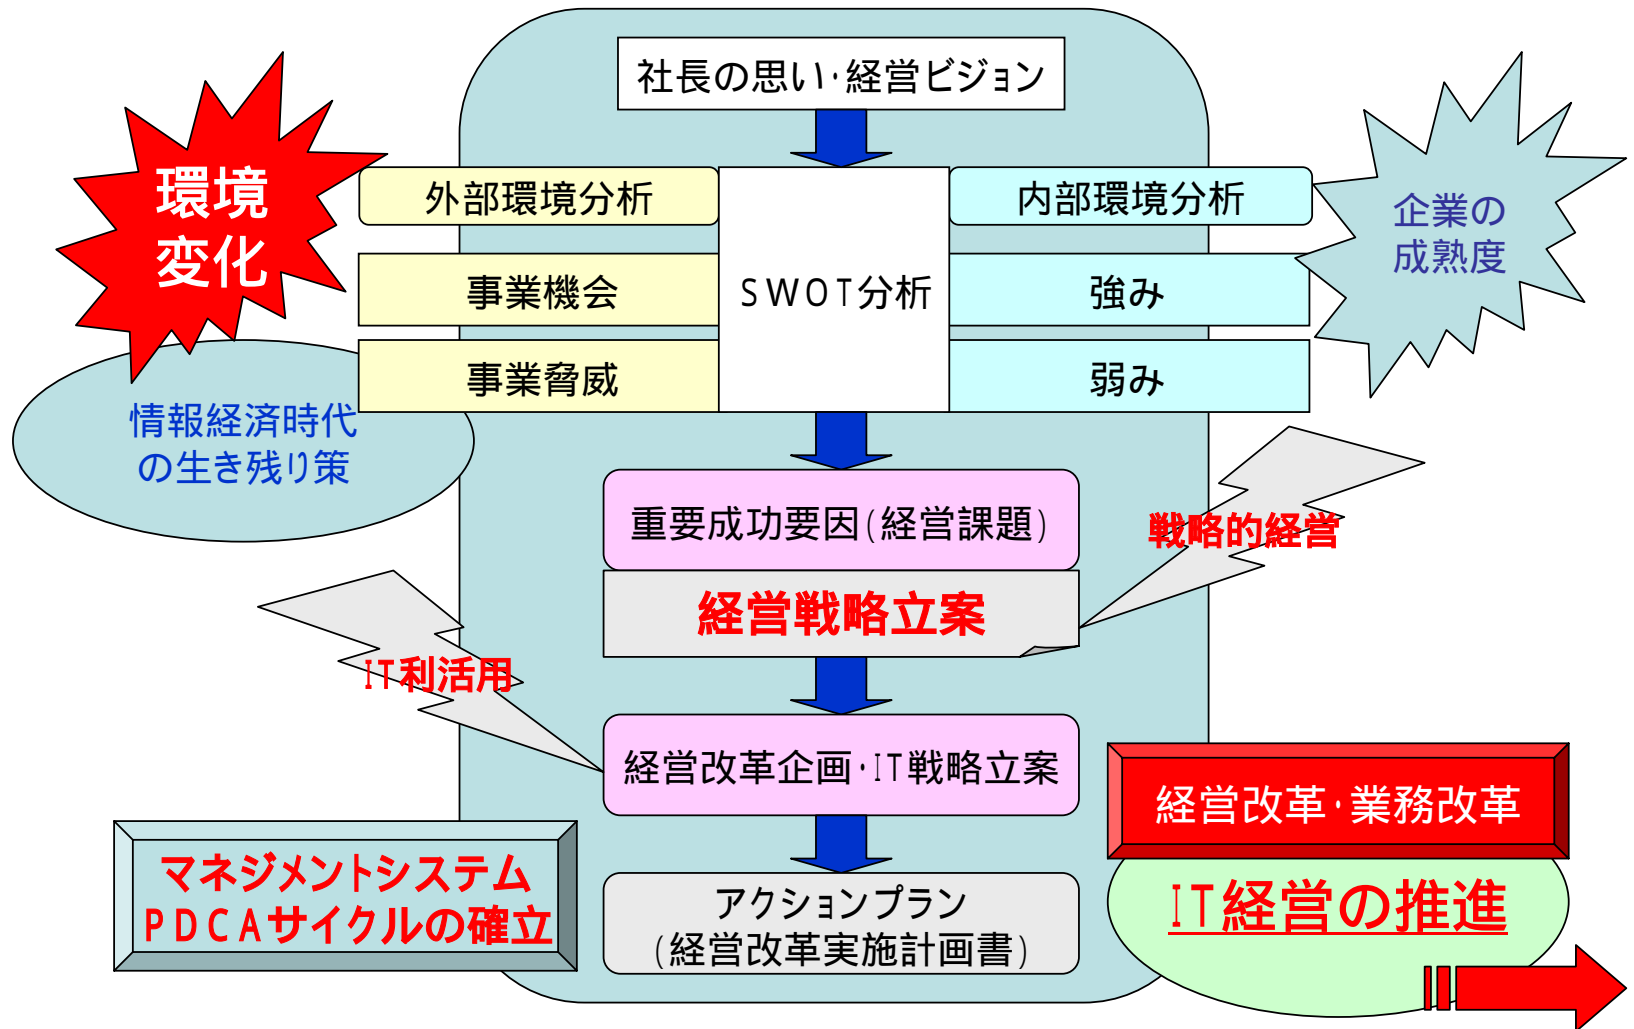 社長の思い・経営ビジョン
環境
変化
外部環境分析
内部環境分析
企業の
成熟度
事業機会
SWOT分析
強み
事業脅威
弱み
情報経済時代
の生き残り策
重要成功要因(経営課題)
戦略的経営
経営戦略立案
IT利活用
経営改革企画・IT戦略立案
経営改革・業務改革
マネジメントシステム
PDCAサイクルの確立
アクションプラン
(経営改革実施計画書)
IT経営の推進